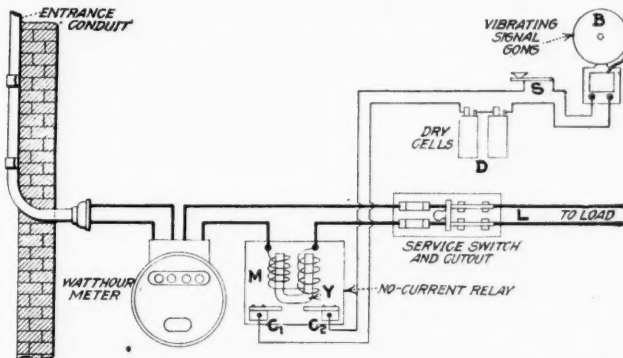 ENTRANCE
CONDUIT
VIBRATING
SIGNAL
GONG
B
S
DRY
CELLS
D
L
TO LOAD
SERVICE SWITCH
AND CUTOUT
WATTHOUR
METER
M
Y
NO-CURRENT RELAY
C1
C2